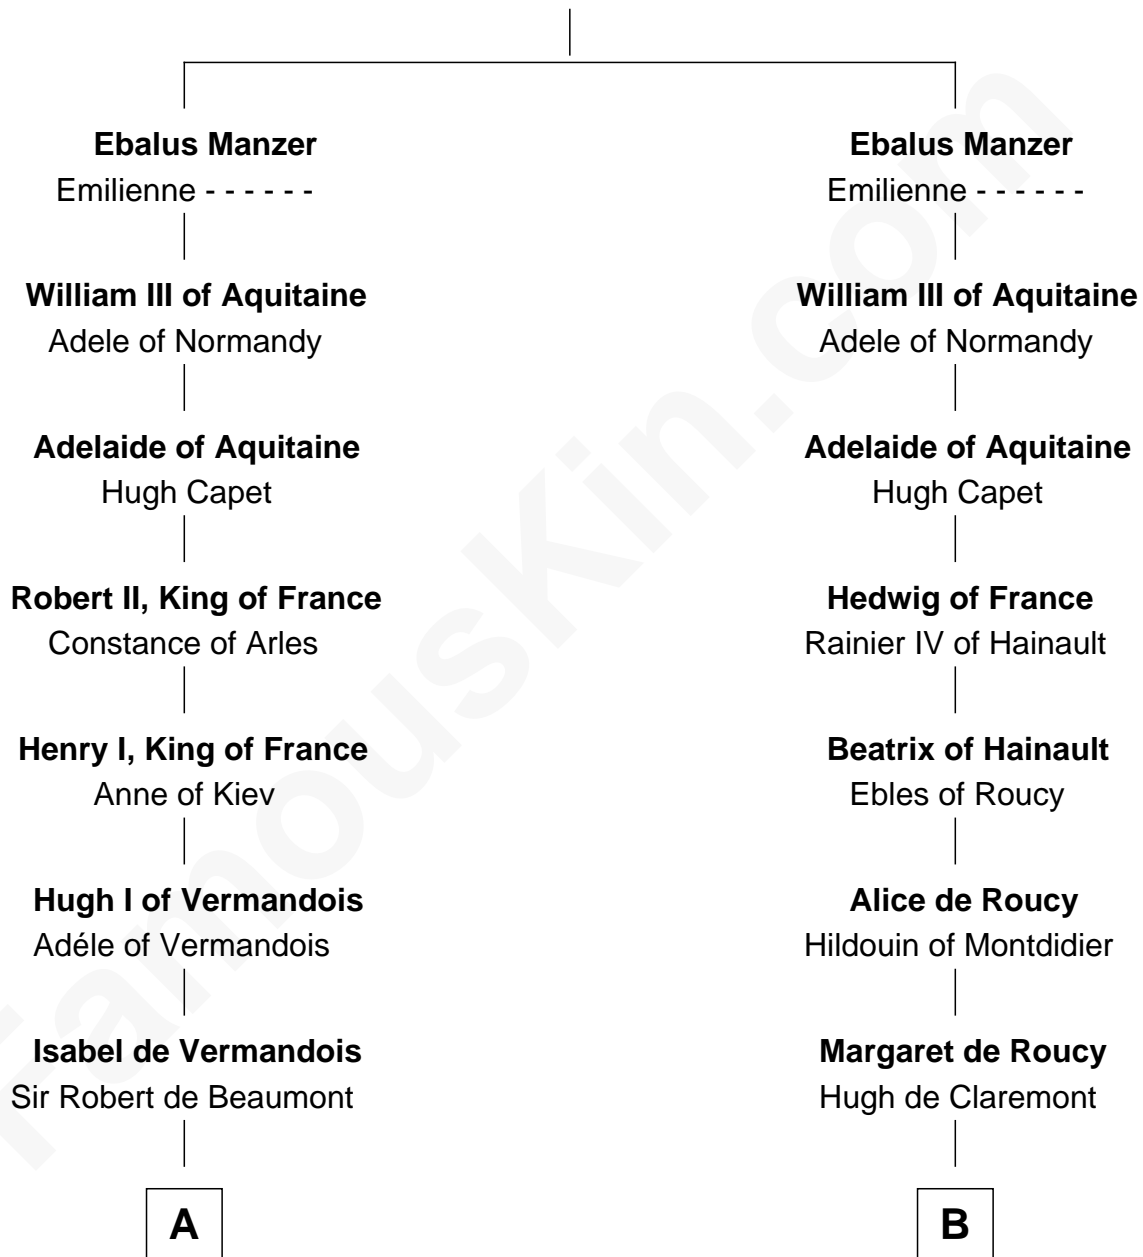 Ebalus Manzer
Emilienne - - - - - -
William III of Aquitaine
Adele of Normandy
Adelaide of Aquitaine
Hugh Capet
Robert II, King of France
Constance of Arles
Henry I, King of France
Anne of Kiev
Hugh I of Vermandois
Adéle of Vermandois
Isabel de Vermandois
Sir Robert de Beaumont
A
Ebalus Manzer
Emilienne - - - - - -
William III of Aquitaine
Adele of Normandy
Adelaide of Aquitaine
Hugh Capet
Hedwig of France
Rainier IV of Hainault
Beatrix of Hainault
Ebles of Roucy
Alice de Roucy
Hildouin of Montdidier
Margaret de Roucy
Hugh de Claremont
B
FamousKin.com